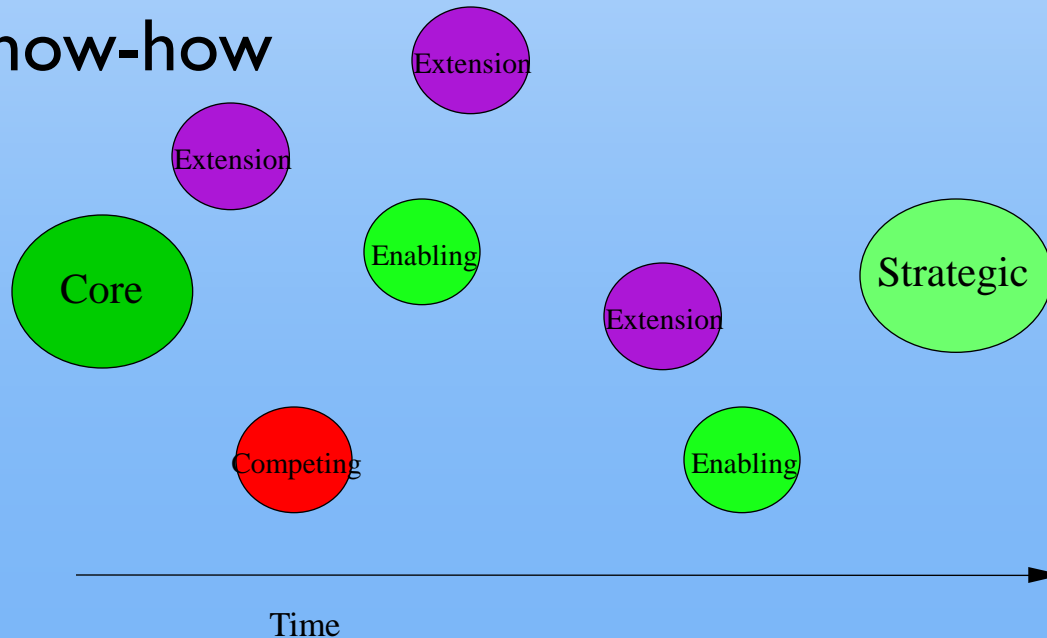 now-how
Extension
Extension
Enabling
Core
Strategic
Extension
Competing
Enabling
Time